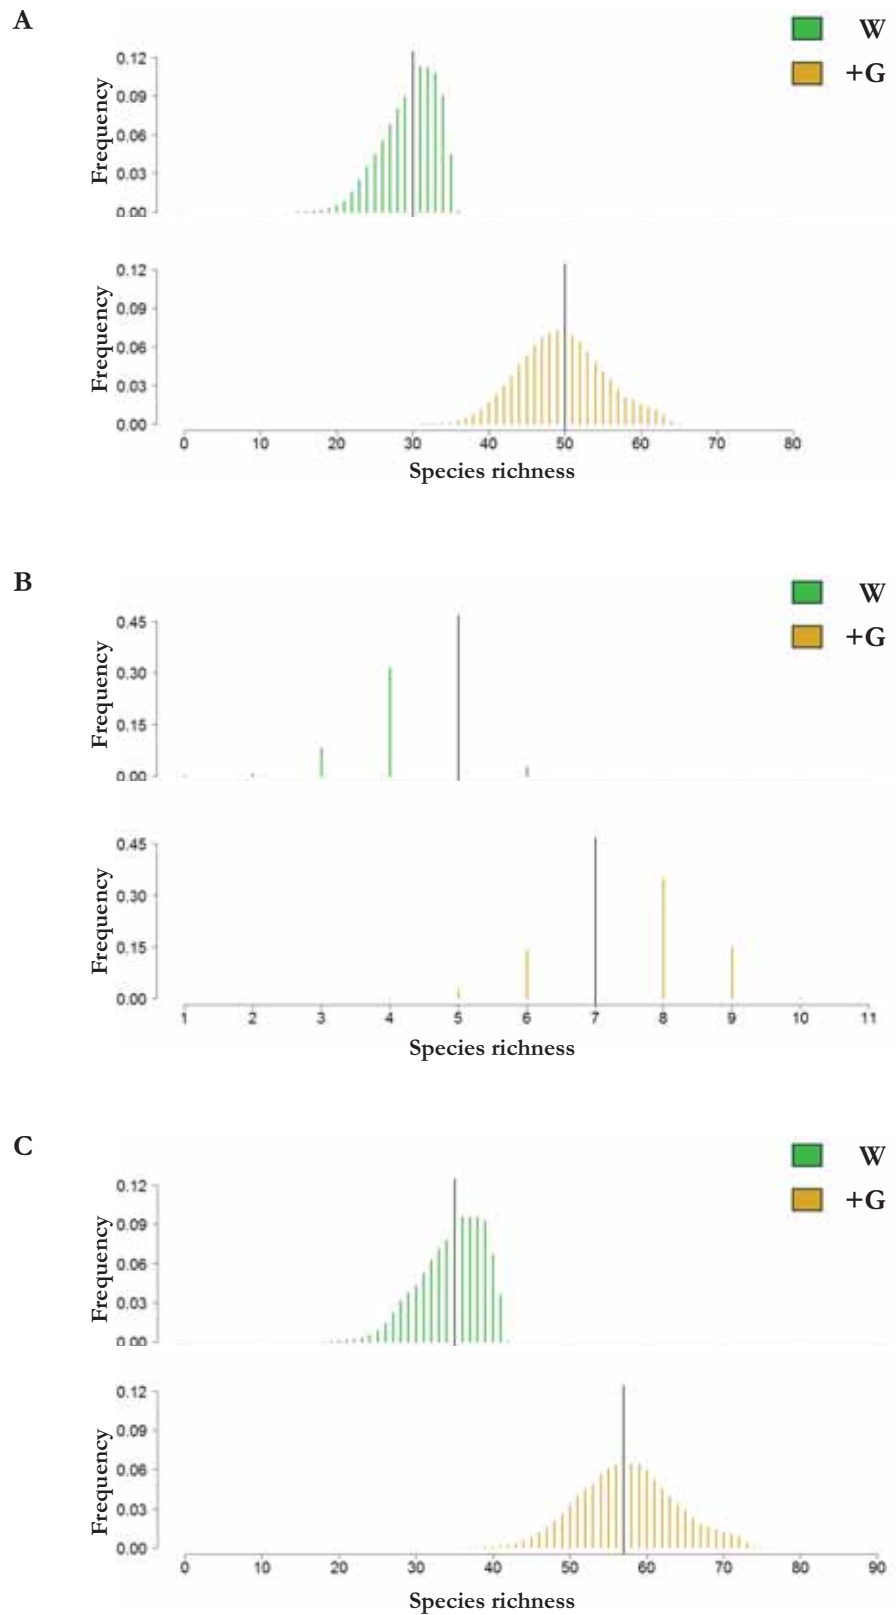 A
W
+G
Frequency
0.12
0.09
0.06
0.03
0.00
Frequency
0.12
0.09
0.06
0.03
0.00
0 10 20 30 40 50 60 70 80
Species richness
B
W
+G
Frequency
0.45
0.30
0.15
0.00
Frequency
0.45
0.30
0.15
0.00
1 2 3 4 5 6 7 8 9 10 11
Species richness
C
W
+G
Frequency
0.12
0.09
0.06
0.03
0.00
Frequency
0.12
0.09
0.06
0.03
0.00
0 10 20 30 40 50 60 70 80 90
Species richness